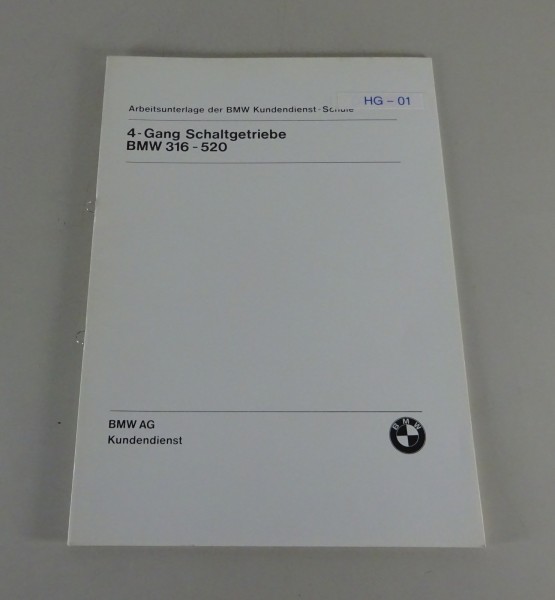 Arbeitsunterlage der BMW Kundendienst-Schule
HG - 01
4-Gang Schaltgetriebe
BMW 316 - 520
BMW AG
Kundendienst
BMW